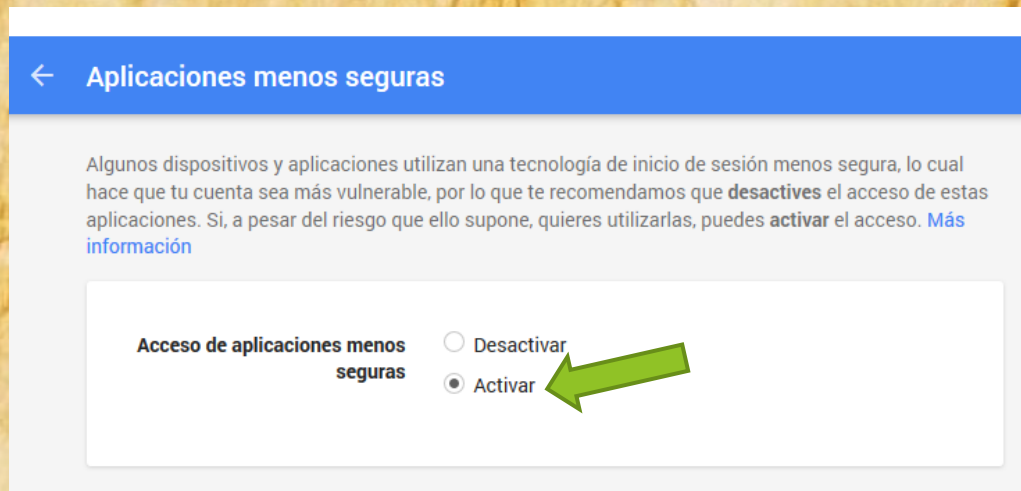 Aplicaciones menos seguras
Algunos dispositivos y aplicaciones utilizan una tecnología de inicio de sesión menos segura, lo cual
hace que tu cuenta sea más vulnerable, por lo que te recomendamos que desactives el acceso de estas
aplicaciones. Si, a pesar del riesgo que ello supone, quieres utilizarlas, puedes activar el acceso. Más
información
Acceso de aplicaciones menos
seguras
Desactivar
Activar